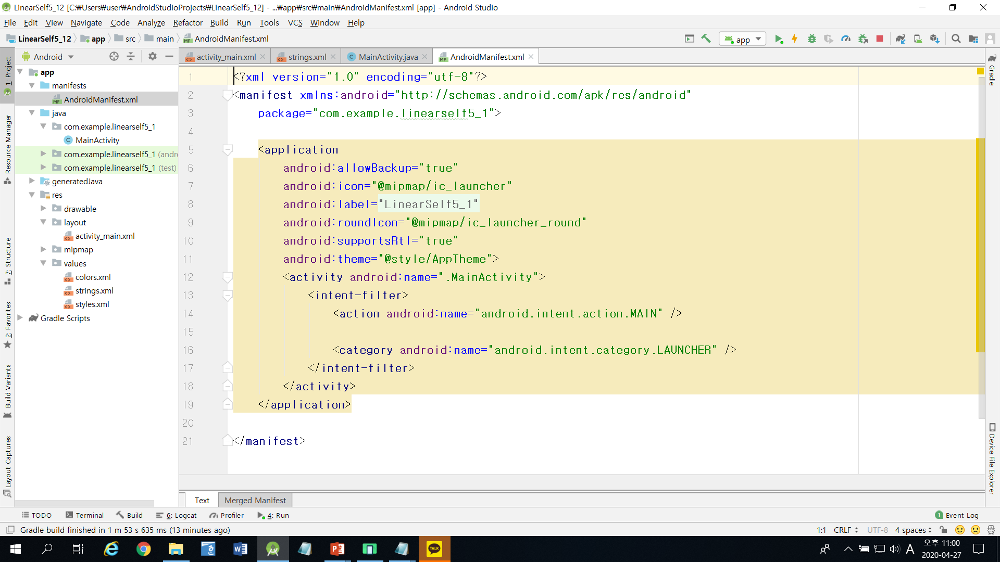 LinearSelf5_12 [C:₩Users₩user₩AndroidStudioProjects₩LinearSelf5_12] - ...₩app₩src₩main₩AndroidManifest.xml [app] - Android Studio
File Edit View Navigate Code Analyze Refactor Build Run Tools VCS Window Help
LinearSelf5_12 app src main AndroidManifest.xml app
Android
activity_main.xml strings.xml MainActivity.java AndroidManifest.xml
1: Project
Resource Manager
7: Structure
2: Favorites
Build Variants
Layout Captures
app
manifests
AndroidManifest.xml
java
com.example.linearself5_1
MainActivity
com.example.linearself5_1
com.example.linearself5_1 (test)
generatedJava
res
drawable
layout
activity_main.xml
mipmap
values
colors.xml
strings.xml
styles.xml
Gradle Scripts
1 <?xml version="1.0" encoding="utf-8"?>
2 <manifest xmlns:android="http://schemas.android.com/apk/res/android"
3 package="com.example.linearself5_1">
4
5 <application
6 android:allowBackup="true"
7 android:icon="@mipmap/ic_launcher"
8 android:label="LinearSelf5_1"
9 android:roundIcon="@mipmap/ic_launcher_round"
10 android:supportsRtl="true"
11 android:theme="@style/AppTheme">
12 <activity android:name=".MainActivity">
13 <intent-filter>
14 <action android:name="android.intent.action.MAIN" />
15
16 <category android:name="android.intent.category.LAUNCHER" />
17 </intent-filter>
18 </activity>
19 </application>
20
21 </manifest>
Gradle
Device File Explorer
Text Merged Manifest
TODO Terminal Build 6: Logcat Profiler 4: Run 1 Event Log
Gradle build finished in 1 m 53 s 635 ms (13 minutes ago) 1:1 CRLF UTF-8 4 spaces
TALK
A
오후 11:00
2020-04-27